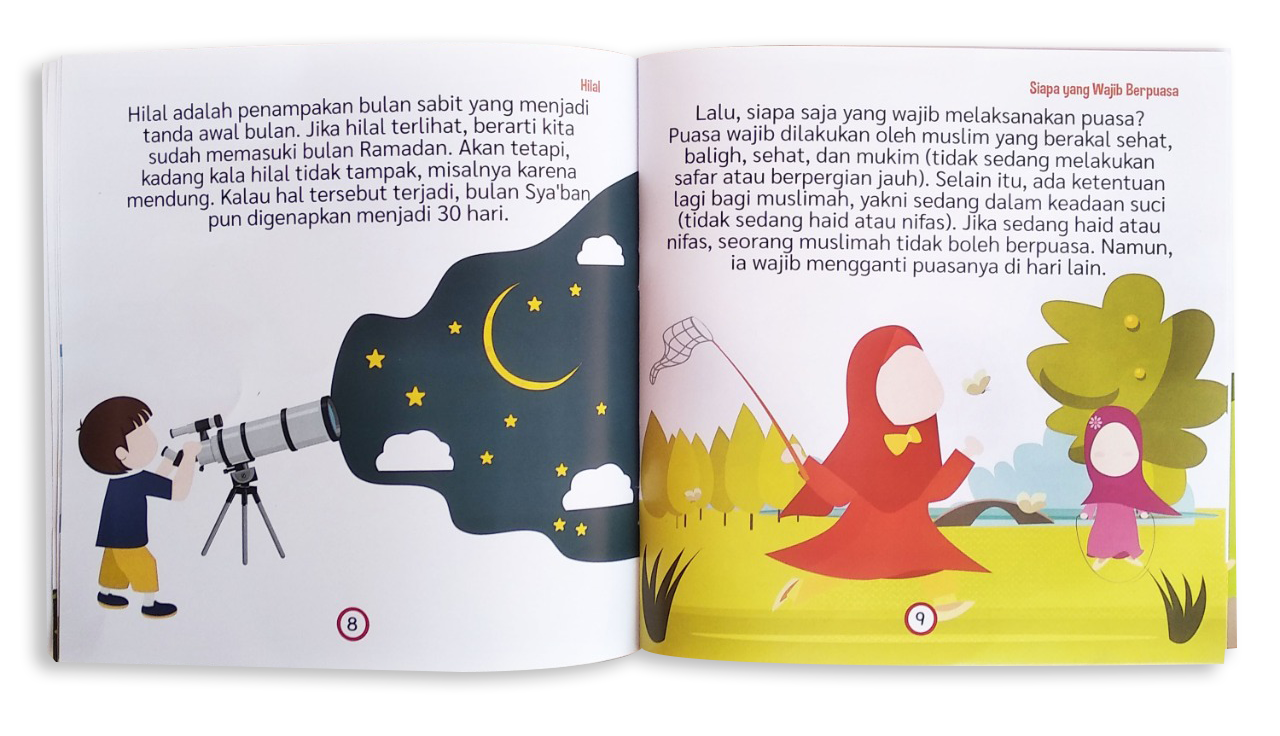 Hilal
Hilal adalah penampakan bulan sabit yang menjadi
tanda awal bulan. Jika hilal terlihat, berarti kita
sudah memasuki bulan Ramadan. Akan tetapi,
kadang kala hilal tidak tampak, misalnya karena
mendung. Kalau hal tersebut terjadi, bulan Sya'ban
pun digenapkan menjadi 30 hari.
8
Siapa yang Wajib Berpuasa
Lalu, siapa saja yang wajib melaksanakan puasa?
Puasa wajib dilakukan oleh muslim yang berakal sehat,
baligh, sehat, dan mukim (tidak sedang melakukan
safar atau berpergian jauh). Selain itu, ada ketentuan
lagi bagi muslimah, yakni sedang dalam keadaan suci
(tidak sedang haid atau nifas). Jika sedang haid atau
nifas, seorang muslimah tidak boleh berpuasa. Namun,
ia wajib mengganti puasanya di hari lain.
9